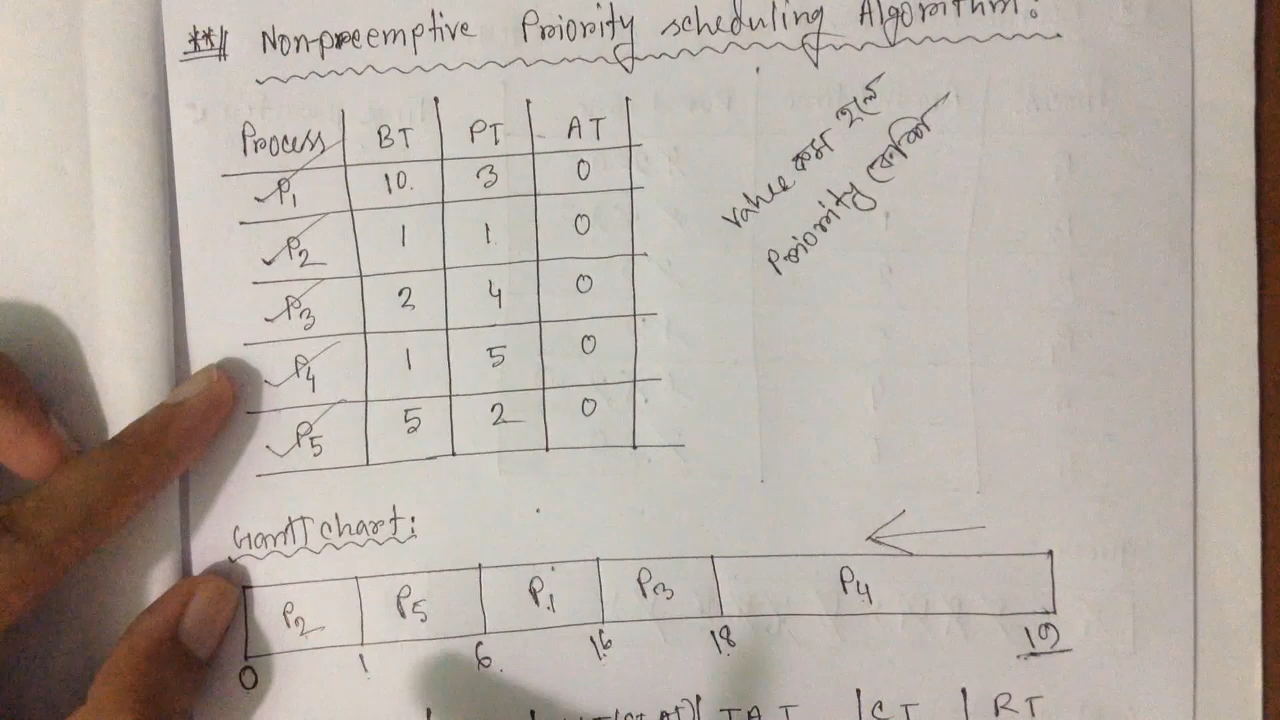 **// Non-preemptive Priority scheduling Algorithm:
Process BT PT AT
P1 10 3 0
P2 1 1 0
P3 2 4 0
P4 1 5 0
P5 5 2 0
value কম হলে
Priority বেশি
Gantt chart:
P2 P5 P1 P3 P4
0 1 6 16 18 19
TAT CT RT